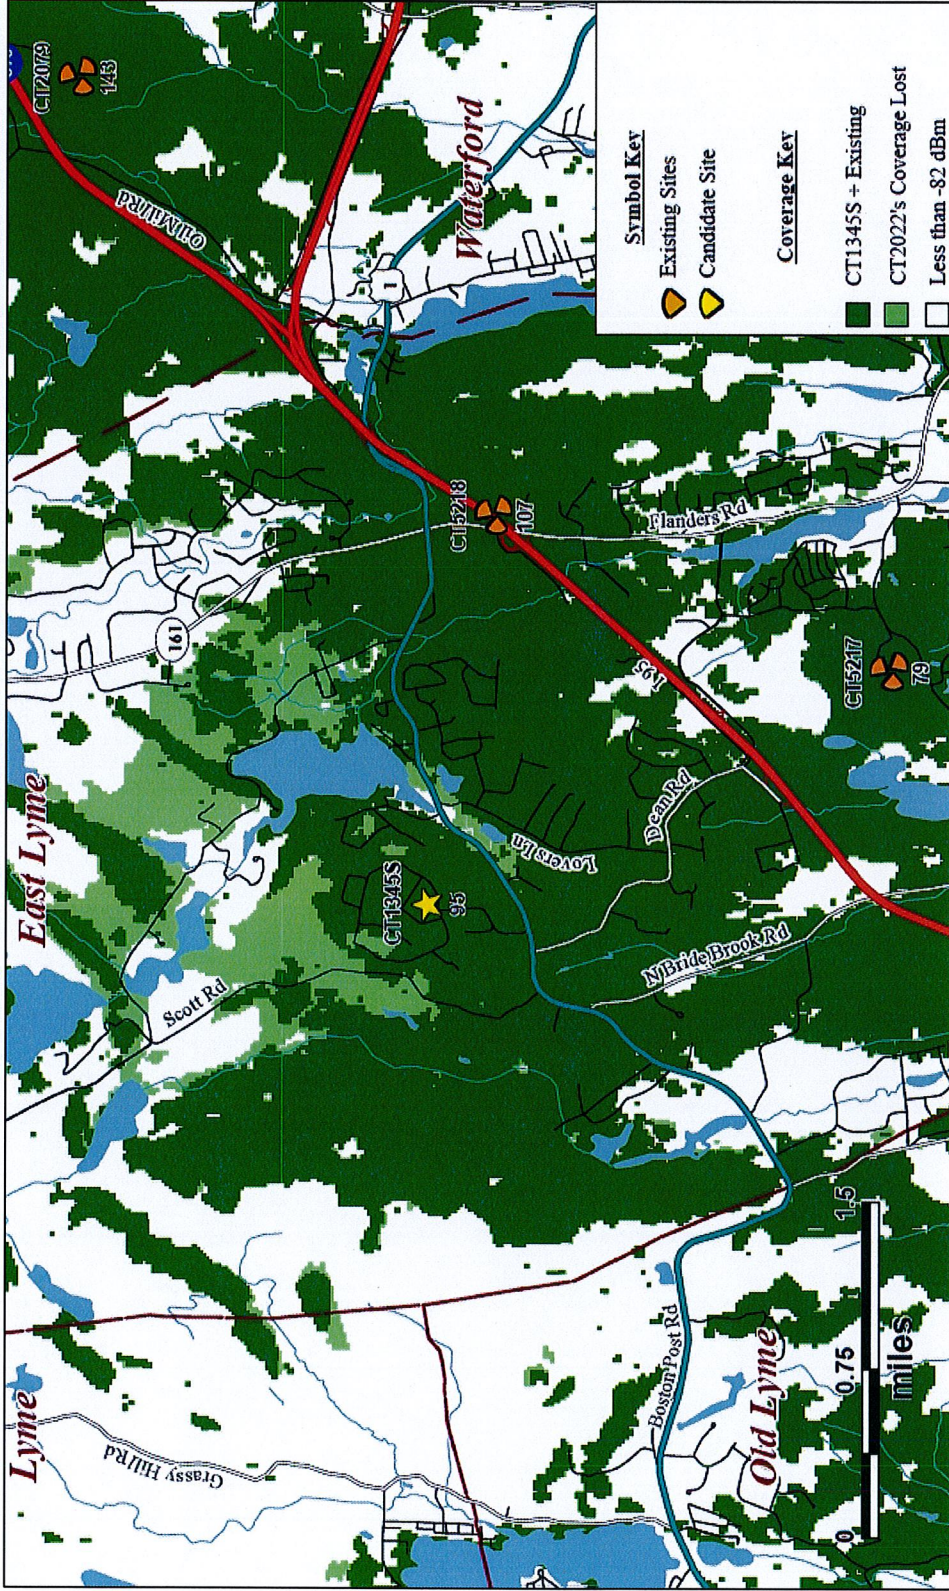 Lyme
East Lyme
CT2079
143
Grassy Hill Rd
Scott Rd
161
Oil Mill Rd
CT1345S
95
1
Waterford
CT5218
107
Lovers Ln
Dean Rd
I-95
Flanders Rd
N Bride Brook Rd
Boston Post Rd
Old Lyme
CT5217
79
0
0.75
1.5
miles
Symbol Key
Existing Sites
Candidate Site
Coverage Key
CT1345S + Existing
CT2022's Coverage Lost
Less than -82 dBm